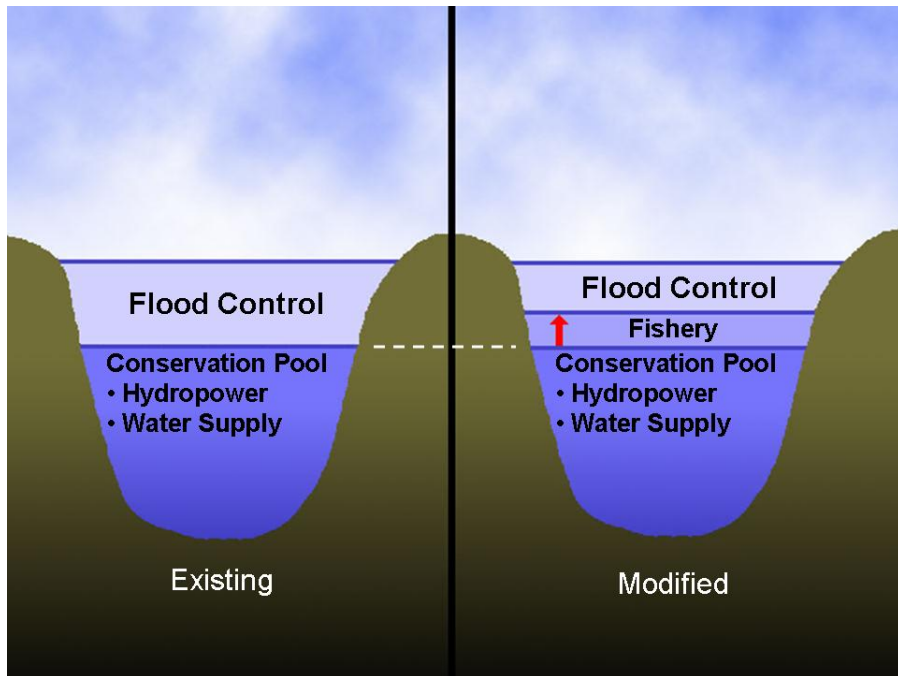 Flood Control
Conservation Pool
• Hydropower
• Water Supply
Existing
Flood Control
Fishery
Conservation Pool
• Hydropower
• Water Supply
Modified